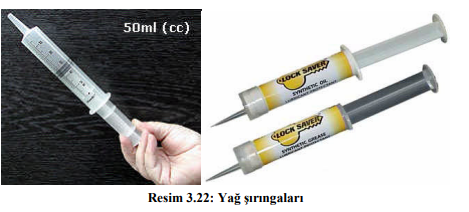 50ml (cc)
LOCK SAVER
SYNTHETIC OIL
LOCK SAVER
SYNTHETIC GREASE
Resim 3.22: Yağ şırıngaları